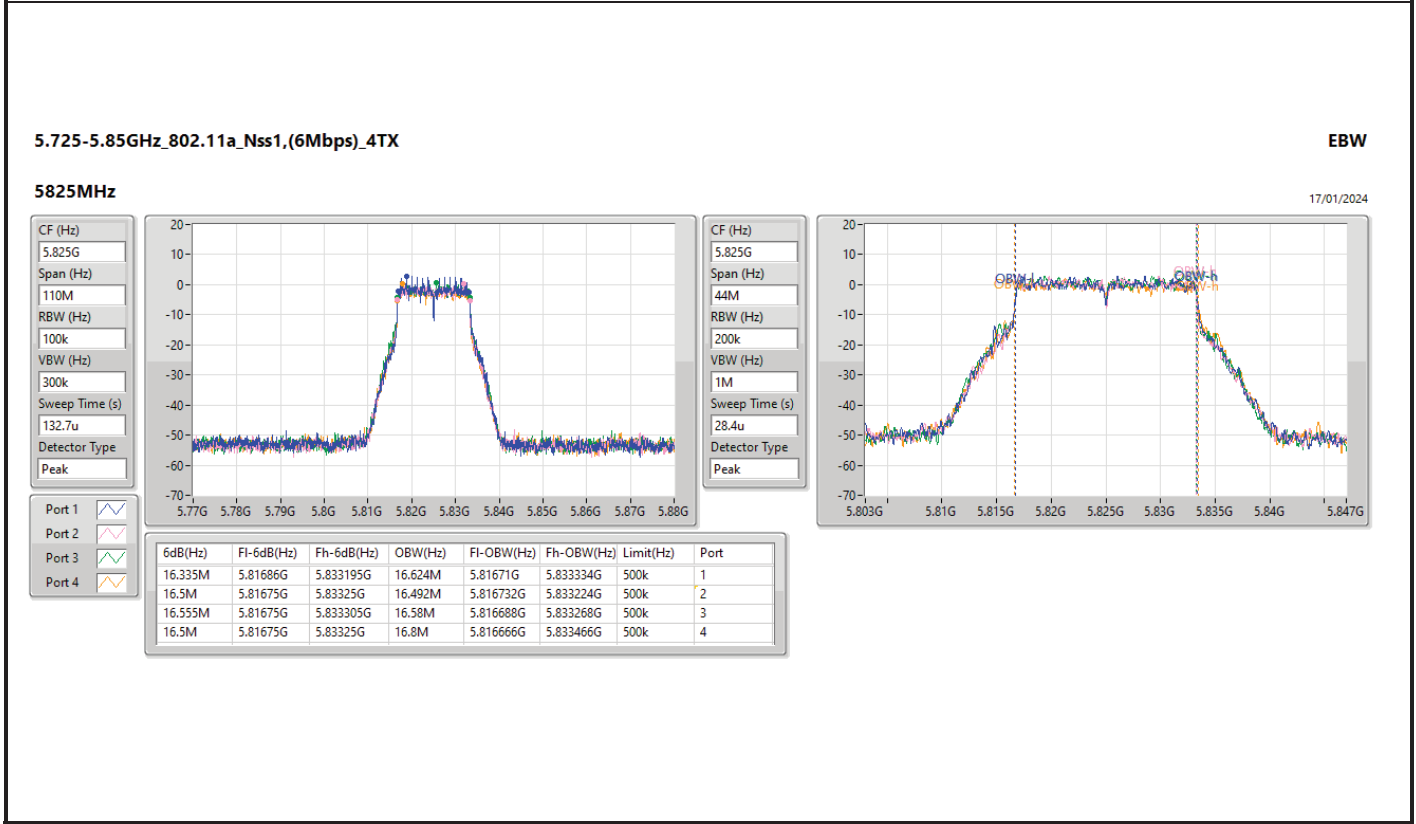 5.725-5.85GHz_802.11a_Nss1,(6Mbps)_4TX
EBW
5825MHz
17/01/2024
CF (Hz)
5.825G
Span (Hz)
110M
RBW (Hz)
100k
VBW (Hz)
300k
Sweep Time (s)
132.7u
Detector Type
Peak
20
10
0
-10
-20
-30
-40
-50
-60
-70
5.77G 5.78G 5.79G 5.8G 5.81G 5.82G 5.83G 5.84G 5.85G 5.86G 5.87G 5.88G
CF (Hz)
5.825G
Span (Hz)
44M
RBW (Hz)
200k
VBW (Hz)
1M
Sweep Time (s)
28.4u
Detector Type
Peak
20
10
0
-10
-20
-30
-40
-50
-60
-70
OBW-h
5.803G 5.81G 5.815G 5.82G 5.825G 5.83G 5.835G 5.84G 5.847G
Port 1
Port 2
Port 3
Port 4
6dB(Hz) Fl-6dB(Hz) Fh-6dB(Hz) OBW(Hz) Fl-OBW(Hz) Fh-OBW(Hz) Limit(Hz) Port
16.335M 5.81686G 5.833195G 16.624M 5.81671G 5.833334G 500k 1
16.5M 5.81675G 5.83325G 16.492M 5.816732G 5.833224G 500k 2
16.555M 5.81675G 5.833305G 16.58M 5.816688G 5.833268G 500k 3
16.5M 5.81675G 5.83325G 16.8M 5.816666G 5.833466G 500k 4